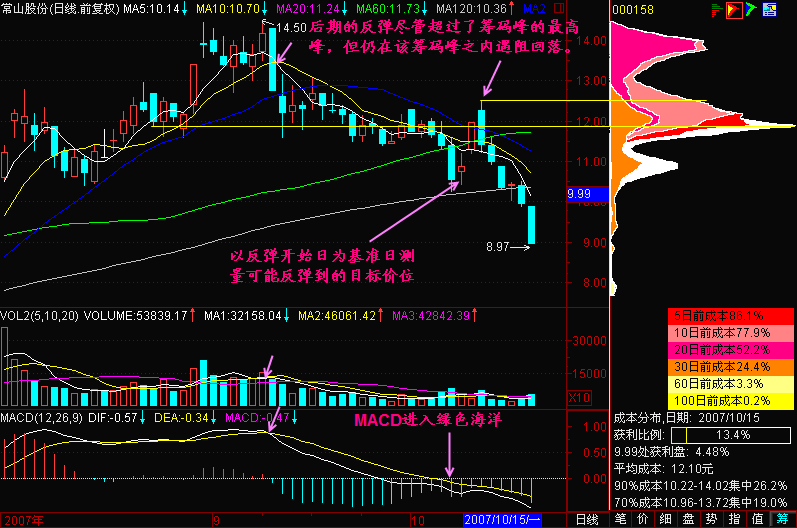 常山股份(日线.前复权) MA5:10.14↓ MA10:10.70↓ MA20:11.24↓ MA60:11.73↓ MA120:10.36↑ MA2
000158
14.50
后期的反弹尽管超过了筹码峰的最高
峰，但仍在该筹码峰之内遇阻回落。
14.00
13.00
12.00
11.00
9.99
10.00
9.00
8.00
8.97
以反弹开始日为基准日测
量可能反弹到的目标价位
VOL2(5,10,20) VOLUME:53839.17↑ MA1:32158.04↓ MA2:46061.42↑ MA3:42842.39↑
30000
15000
X10
MACD(12,26,9) DIF:-0.57↓ DEA:-0.34↓ MACD:-0.47↓
MACD进入绿色海洋
1.00
0.50
0.00
5日前成本86.1%
10日前成本77.9%
20日前成本52.2%
30日前成本24.4%
60日前成本3.3%
100日前成本0.2%
成本分布,日期: 2007/10/15
获利比例: 13.4%
9.99处获利盘: 4.48%
平均成本: 12.10元
90%成本10.22-14.02集中26.2%
70%成本10.96-13.72集中19.0%
2007年 9 10 2007/10/15/一 日线 笔 价 细 盘 势 指 值 筹